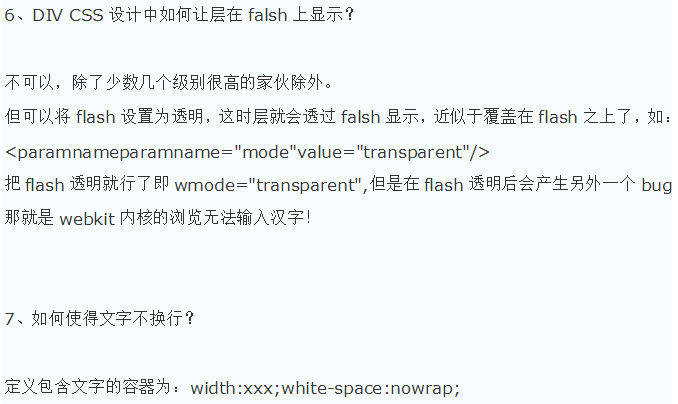 6、DIV CSS 设计中如何让层在 falsh 上显示？
不可以，除了少数几个级别很高的家伙除外。
但可以将 flash 设置为透明，这时层就会透过 falsh 显示，近似于覆盖在 flash 之上了，如：
<paramnameparamname="mode"value="transparent"/>
把 flash 透明就行了即 wmode="transparent",但是在 flash 透明后会产生另外一个 bug
那就是 webkit 内核的浏览无法输入汉字!
7、如何使得文字不换行？
定义包含文字的容器为：width:xxx;white-space:nowrap;